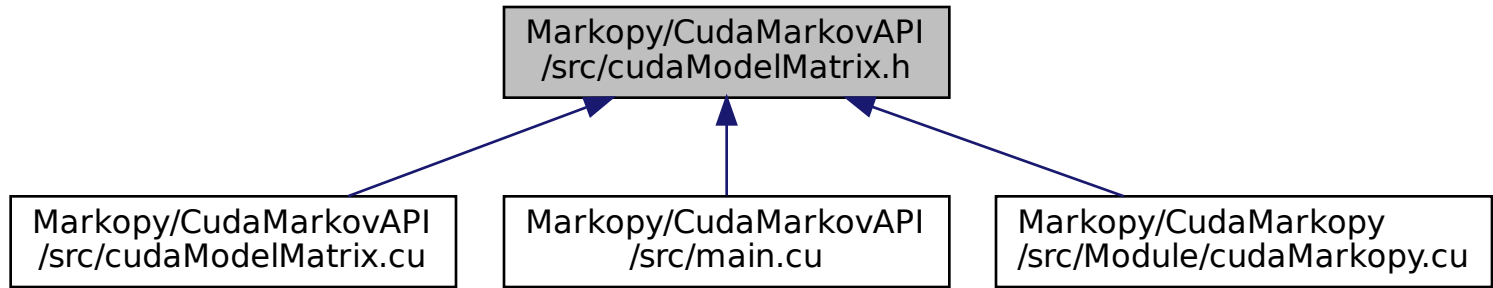 Markopy/CudaMarkovAPI
/src/cudaModelMatrix.h
Markopy/CudaMarkovAPI
/src/cudaModelMatrix.cu
Markopy/CudaMarkovAPI
/src/main.cu
Markopy/CudaMarkopy
/src/Module/cudaMarkopy.cu